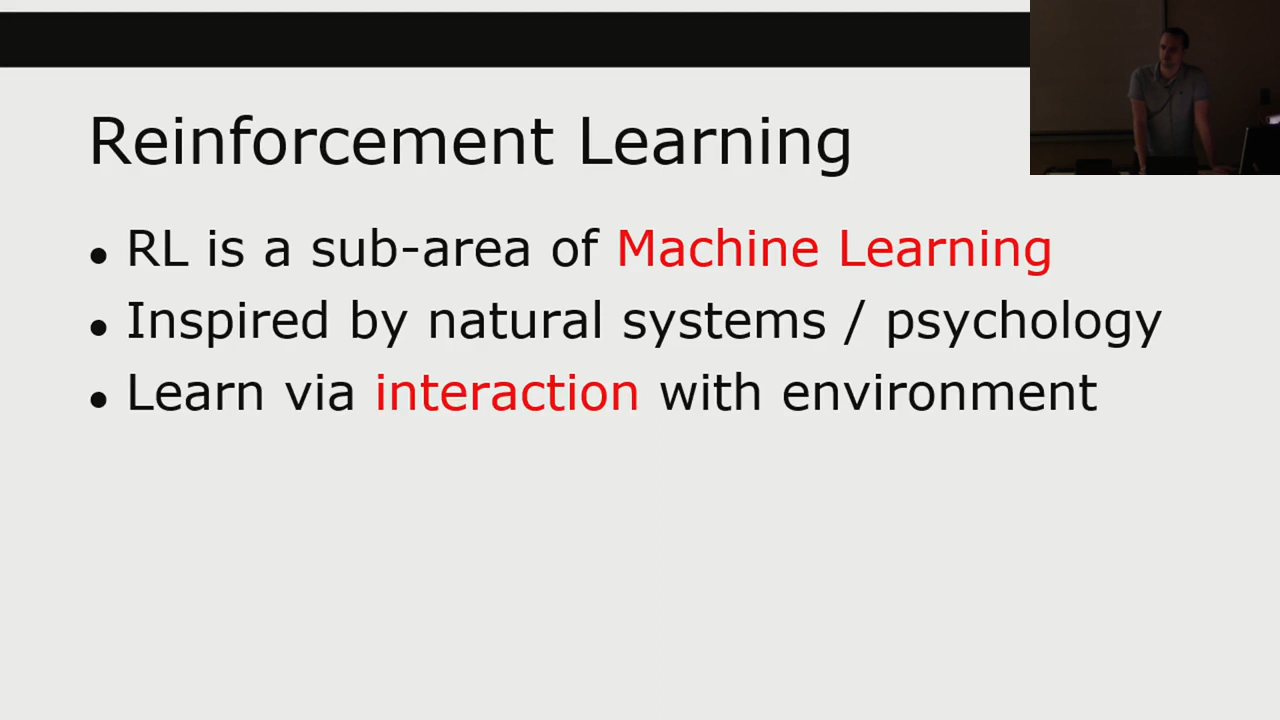 Reinforcement Learning
● RL is a sub-area of Machine Learning
● Inspired by natural systems / psychology
● Learn via interaction with environment